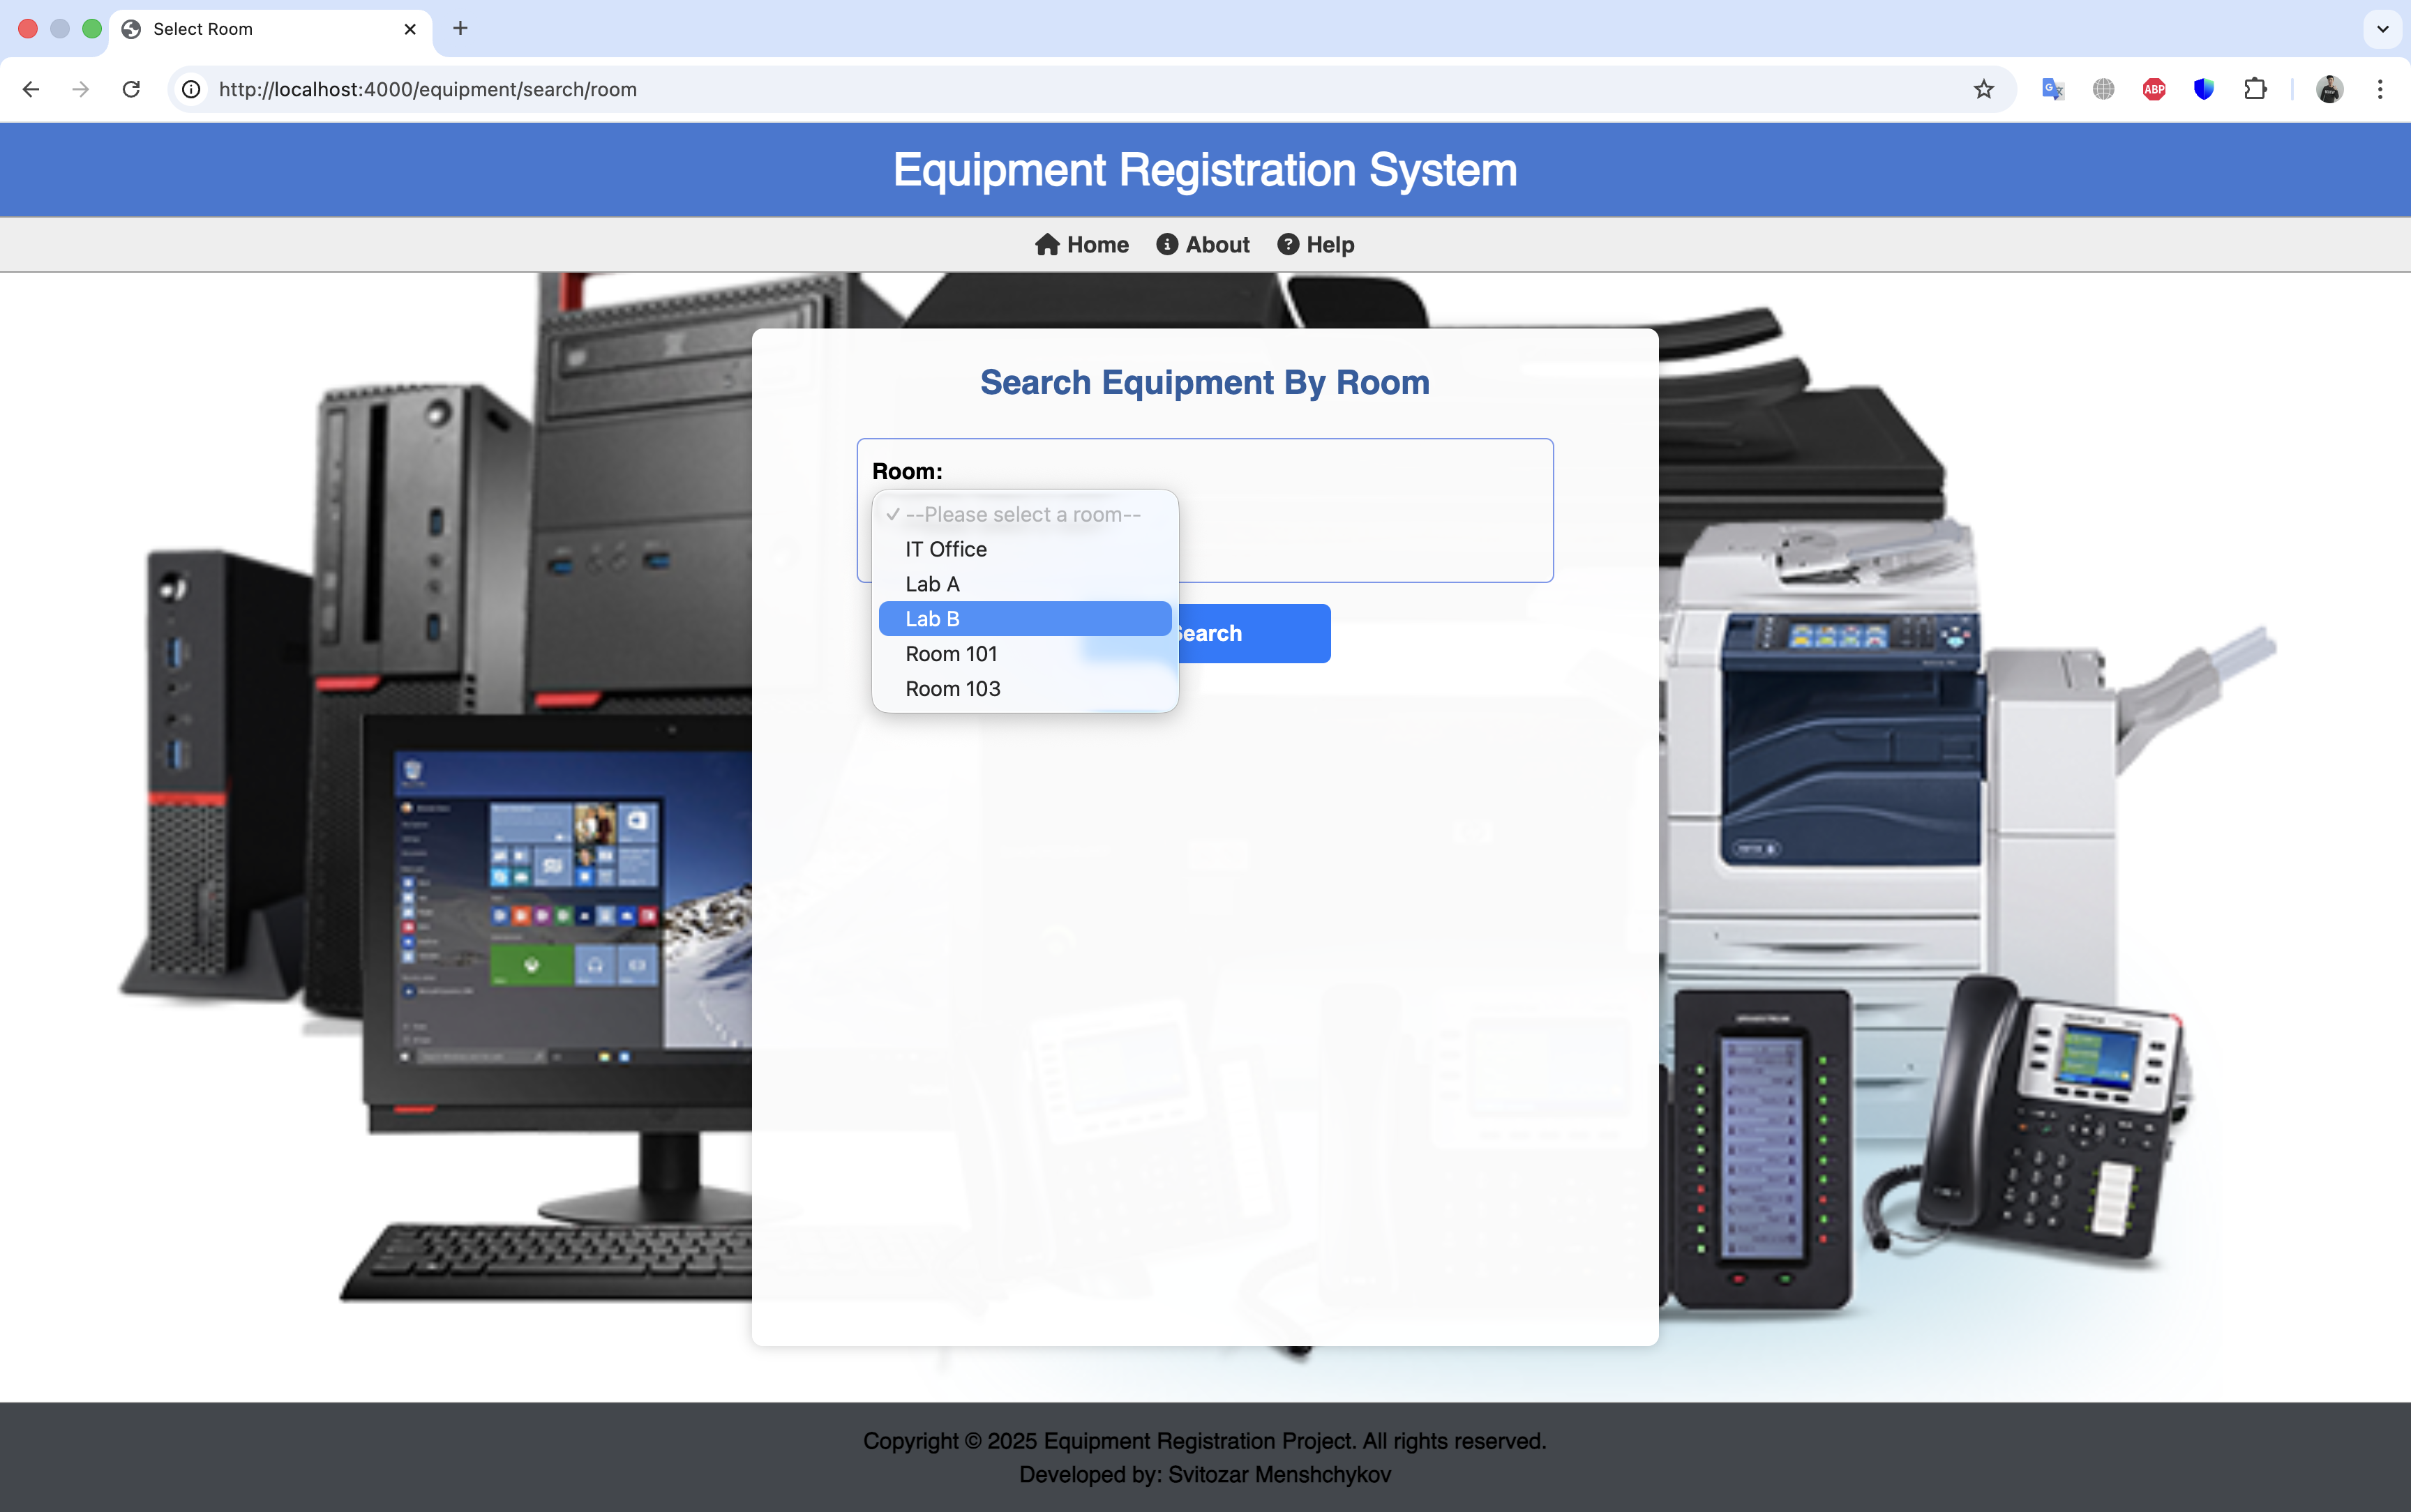 Select Room
http://localhost:4000/equipment/search/room
ABP
Equipment Registration System
Home About Help
Search Equipment By Room
Room:
--Please select a room--
IT Office
Lab A
Lab B
Search
Room 101
Room 103
Copyright © 2025 Equipment Registration Project. All rights reserved.
Developed by: Svitozar Menshchykov